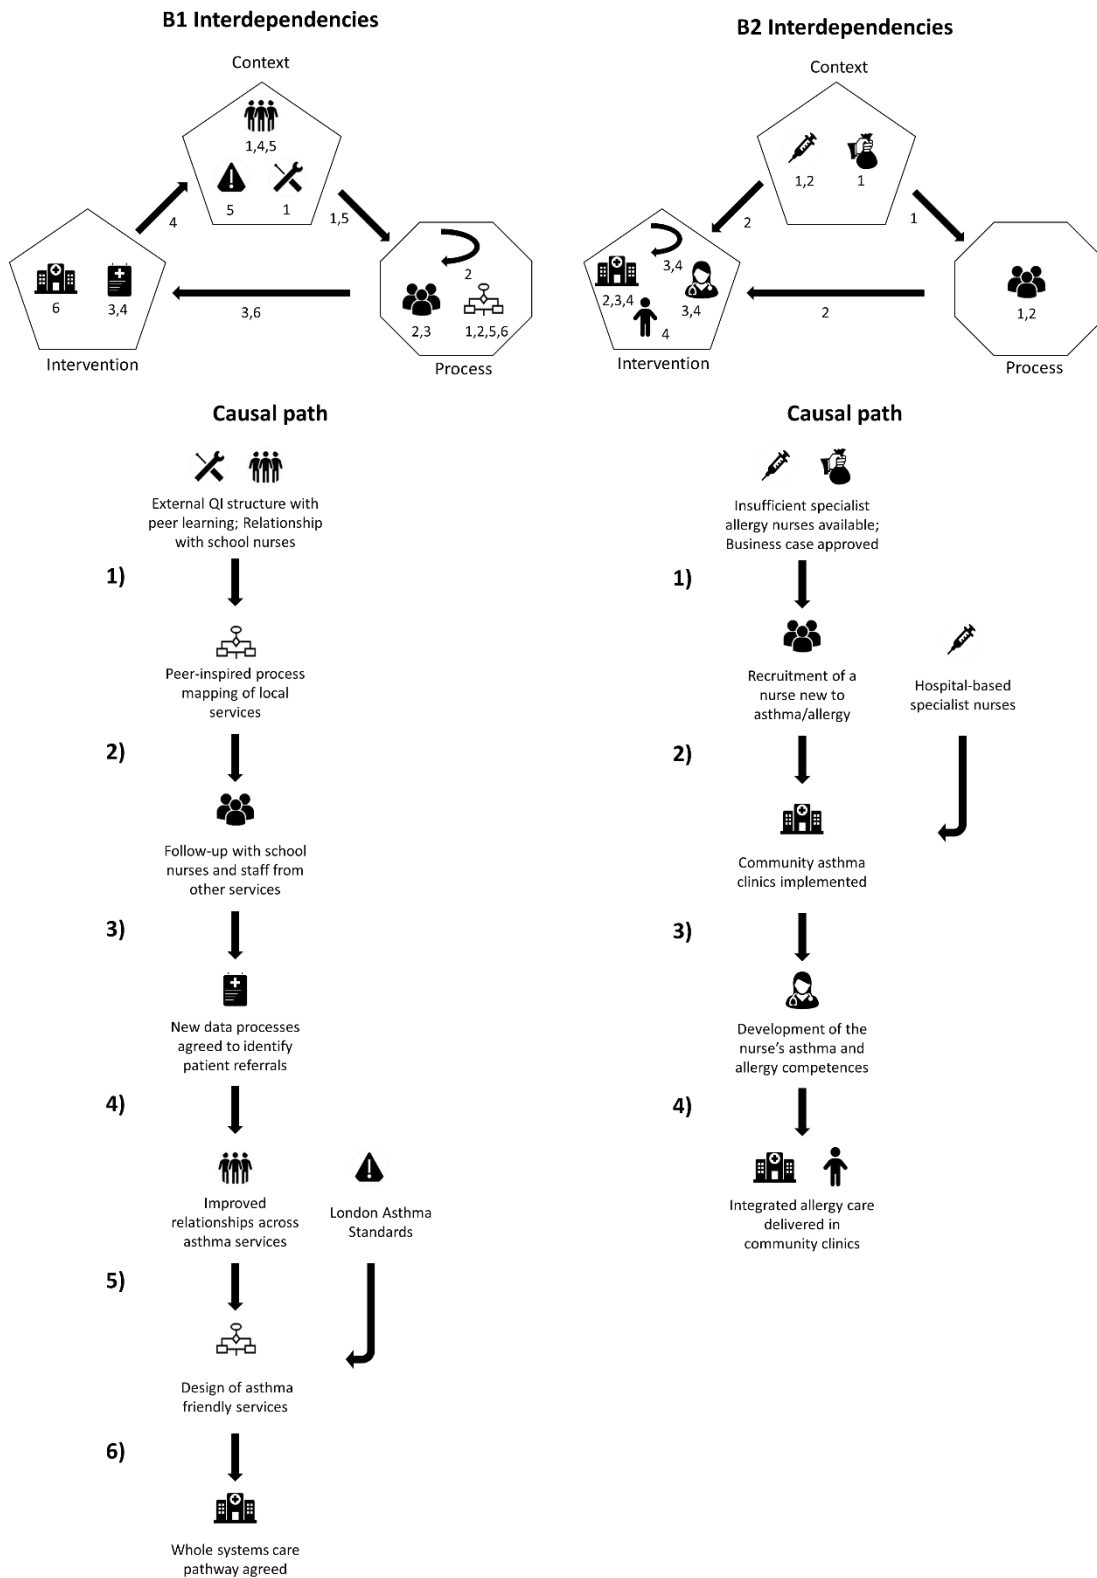 B1 Interdependencies
Context
1,4,5
5
1
4
1,5
2
6
3,4
3,6
2,3
1,2,5,6
Intervention
Process
Causal path
External QI structure with
peer learning; Relationship
with school nurses
1)
Peer-inspired process
mapping of local
services
2)
Follow-up with school
nurses and staff from
other services
3)
New data processes
agreed to identify
patient referrals
4)
Improved
relationships across
asthma services
London Asthma
Standards
5)
Design of asthma
friendly services
6)
Whole systems care
pathway agreed
B2 Interdependencies
Context
1,2
1
2
1
3,4
2,3,4
3,4
4
2
1,2
Intervention
Process
Causal path
Insufficient specialist
allergy nurses available;
Business case approved
1)
Recruitment of a
nurse new to
asthma/allergy
Hospital-based
specialist nurses
2)
Community asthma
clinics implemented
3)
Development of the
nurse's asthma and
allergy competences
4)
Integrated allergy care
delivered in
community clinics